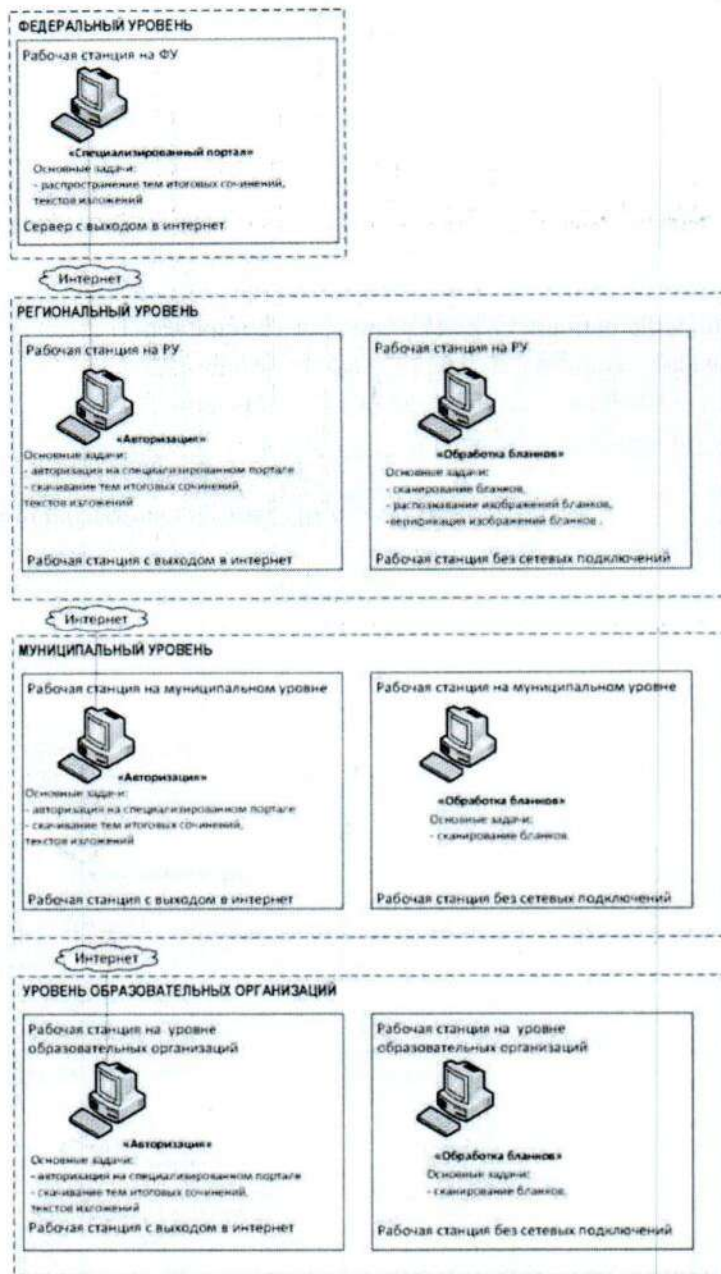 ФЕДЕРАЛЬНЫЙ УРОВЕНЬ
Рабочая станция на ФУ
«Специализированный портал»
Основные задачи:
- распространение тем итоговых сочинений,
текстов изложений
Сервер с выходом в интернет
Интернет
РЕГИОНАЛЬНЫЙ УРОВЕНЬ
Рабочая станция на РУ
«Авторизация»
Основные задачи:
- авторизация на специализированном портале
- скачивание тем итоговых сочинений,
текстов изложений
Рабочая станция с выходом в интернет
Рабочая станция на РУ
«Обработка бланков»
Основные задачи:
- сканирование бланков,
- распознавание изображений бланков,
-верификация изображений бланков .
Рабочая станция без сетевых подключений
Интернет
МУНИЦИПАЛЬНЫЙ УРОВЕНЬ
Рабочая станция на муниципальном уровне
«Авторизация»
Основные задачи:
- авторизация на специализированном портале
- скачивание тем итоговых сочинений,
текстов изложений
Рабочая станция с выходом в интернет
Рабочая станция на муниципальном уровне
«Обработка бланков»
Основные задачи:
- сканирование бланков.
Рабочая станция без сетевых подключений
Интернет
УРОВЕНЬ ОБРАЗОВАТЕЛЬНЫХ ОРГАНИЗАЦИЙ
Рабочая станция на уровне
образовательных организаций
«Авторизация»
Основные задачи:
- авторизация на специализированном портале
- скачивание тем итоговых сочинений,
текстов изложений
Рабочая станция с выходом в интернет
Рабочая станция на уровне
образовательных организаций
«Обработка бланков»
Основные задачи:
- сканирование бланков.
Рабочая станция без сетевых подключений